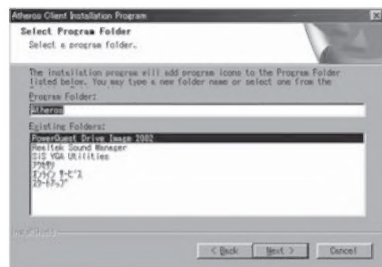 Atheros Client Installation Program
Select Program Folder
Select a program folder.
The installation program will add program icons to the Program Folder
listed below. You may type a new folder name or select one from the
Program Folder:
Atheros
Existing Folders:
PowerQuest Drive Image 2002
Realtek Sound Manager
SiS VGA Utilities
アクセサリ
オンライン サービス
スタートアップ
InstallShield
< Back
Next >
Cancel